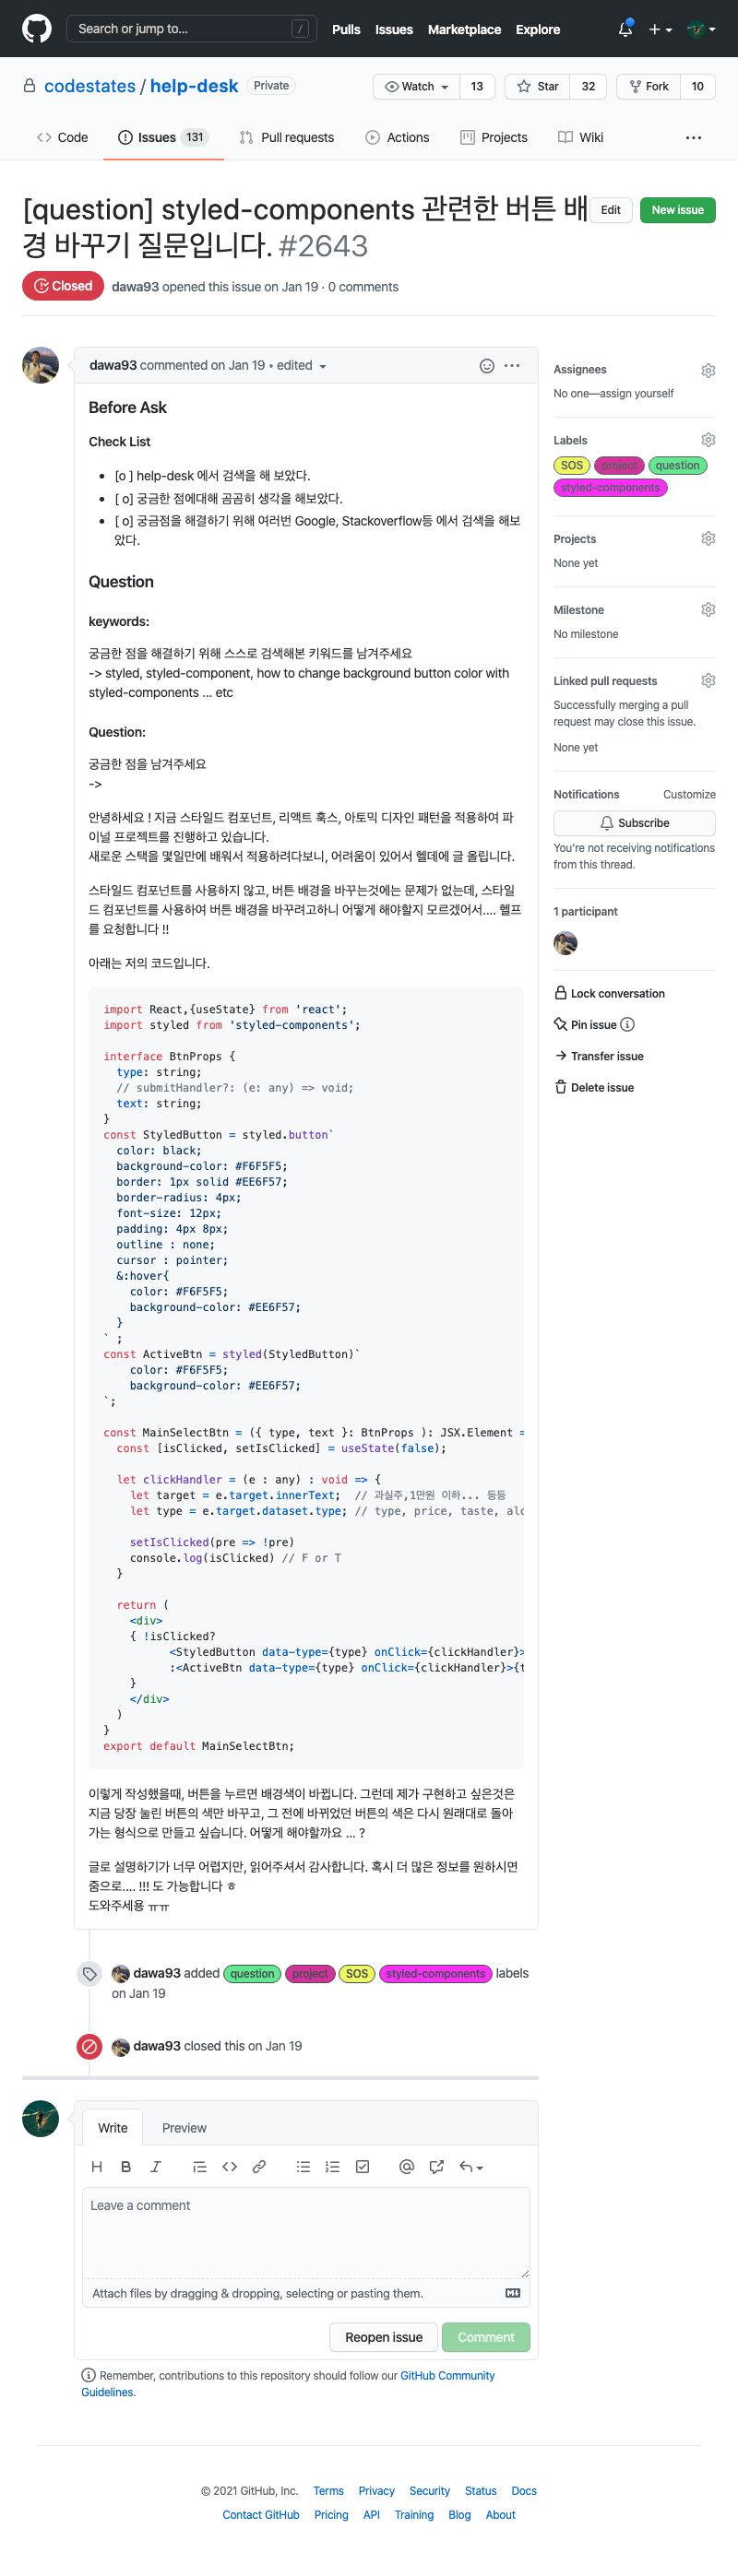 Search or jump to... /
Pulls Issues Marketplace Explore
codestates / help-desk Private
Watch 13 Star 32 Fork 10
Code Issues 131 Pull requests Actions Projects Wiki
[question] styled-components 관련한 버튼 배
경 바꾸기 질문입니다. #2643
Edit New issue
Closed dawa93 opened this issue on Jan 19 · 0 comments
dawa93 commented on Jan 19 • edited
Before Ask
Check List
[o ] help-desk 에서 검색을 해 보았다.
[ o] 궁금한 점에대해 곰곰히 생각을 해보았다.
[ o] 궁금점을 해결하기 위해 여러번 Google, Stackoverflow등 에서 검색을 해보
았다.
Question
keywords:
궁금한 점을 해결하기 위해 스스로 검색해본 키워드를 남겨주세요
-> styled, styled-component, how to change background button color with
styled-components ... etc
Question:
궁금한 점을 남겨주세요
->
안녕하세요 ! 지금 스타일드 컴포넌트, 리액트 훅스, 아토믹 디자인 패턴을 적용하여 파
이널 프로젝트를 진행하고 있습니다.
새로운 스택을 몇일만에 배워서 적용하려다보니, 어려움이 있어서 헬데에 글 올립니다.
스타일드 컴포넌트를 사용하지 않고, 버튼 배경을 바꾸는것에는 문제가 없는데, 스타일
드 컴포넌트를 사용하여 버튼 배경을 바꾸려고하니 어떻게 해야할지 모르겠어서.... 헬프
를 요청합니다 !!
아래는 저의 코드입니다.
import React,{useState} from 'react';
import styled from 'styled-components';
interface BtnProps {
type: string;
// submitHandler?: (e: any) => void;
text: string;
}
const StyledButton = styled.button`
color: black;
background-color: #F6F5F5;
border: 1px solid #EE6F57;
border-radius: 4px;
font-size: 12px;
padding: 4px 8px;
outline : none;
cursor : pointer;
&:hover{
color: #F6F5F5;
background-color: #EE6F57;
}
` ;
const ActiveBtn = styled(StyledButton)`
color: #F6F5F5;
background-color: #EE6F57;
`;
const MainSelectBtn = ({ type, text }: BtnProps ): JSX.Element =
const [isClicked, setIsClicked] = useState(false);
let clickHandler = (e : any) : void => {
let target = e.target.innerText; // 과실주,1만원 이하... 등등
let type = e.target.dataset.type; // type, price, taste, alc
setIsClicked(pre => !pre)
console.log(isClicked) // F or T
}
return (
<div>
{ !isClicked?
<StyledButton data-type={type} onClick={clickHandler}>
:<ActiveBtn data-type={type} onClick={clickHandler}>{t
}
</div>
)
}
export default MainSelectBtn;
이렇게 작성했을때, 버튼을 누르면 배경색이 바뀝니다. 그런데 제가 구현하고 싶은것은
지금 당장 눌린 버튼의 색만 바꾸고, 그 전에 바뀌었던 버튼의 색은 다시 원래대로 돌아
가는 형식으로 만들고 싶습니다. 어떻게 해야할까요 ... ?
글로 설명하기가 너무 어렵지만, 읽어주셔서 감사합니다. 혹시 더 많은 정보를 원하시면
줌으로.... !!! 도 가능합니다 ㅎ
도와주세용 ㅠㅠ
dawa93 added question project SOS styled-components labels
on Jan 19
dawa93 closed this on Jan 19
Assignees
No one—assign yourself
Labels
SOS project question
styled-components
Projects
None yet
Milestone
No milestone
Linked pull requests
Successfully merging a pull
request may close this issue.
None yet
Notifications Customize
Subscribe
You're not receiving notifications
from this thread.
1 participant
Lock conversation
Pin issue
Transfer issue
Delete issue
Write Preview
Leave a comment
Attach files by dragging & dropping, selecting or pasting them.
Reopen issue Comment
Remember, contributions to this repository should follow our GitHub Community
Guidelines.
© 2021 GitHub, Inc. Terms Privacy Security Status Docs
Contact GitHub Pricing API Training Blog About